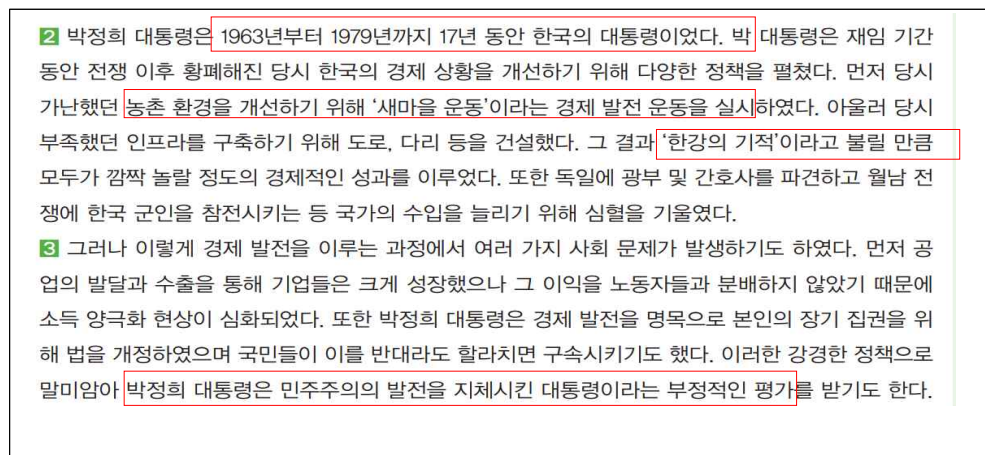 2 박정희 대통령은 1963년부터 1979년까지 17년 동안 한국의 대통령이었다. 박 대통령은 재임 기간
동안 전쟁 이후 황폐해진 당시 한국의 경제 상황을 개선하기 위해 다양한 정책을 펼쳤다. 먼저 당시
가난했던 농촌 환경을 개선하기 위해 ‘새마을 운동’이라는 경제 발전 운동을 실시하였다. 아울러 당시
부족했던 인프라를 구축하기 위해 도로, 다리 등을 건설했다. 그 결과 ‘한강의 기적’이라고 불릴 만큼
모두가 깜짝 놀랄 정도의 경제적인 성과를 이루었다. 또한 독일에 광부 및 간호사를 파견하고 월남 전
쟁에 한국 군인을 참전시키는 등 국가의 수입을 늘리기 위해 심혈을 기울였다.
3 그러나 이렇게 경제 발전을 이루는 과정에서 여러 가지 사회 문제가 발생하기도 하였다. 먼저 공
업의 발달과 수출을 통해 기업들은 크게 성장했으나 그 이익을 노동자들과 분배하지 않았기 때문에
소득 양극화 현상이 심화되었다. 또한 박정희 대통령은 경제 발전을 명목으로 본인의 장기 집권을 위
해 법을 개정하였으며 국민들이 이를 반대라도 할라치면 구속시키기도 했다. 이러한 강경한 정책으로
말미암아 박정희 대통령은 민주주의의 발전을 지체시킨 대통령이라는 부정적인 평가를 받기도 한다.